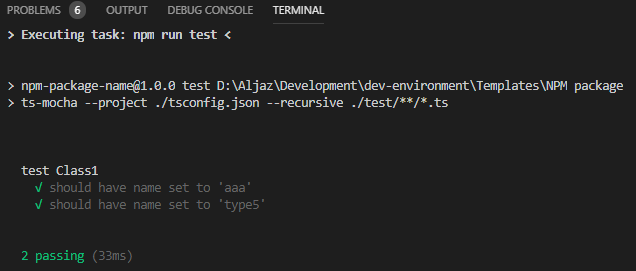 PROBLEMS 6 OUTPUT DEBUG CONSOLE TERMINAL
> Executing task: npm run test <
> npm-package-name@1.0.0 test D:\Aljaz\Development\dev-environment\Templates\NPM package
> ts-mocha --project ./tsconfig.json --recursive ./test/**/*.ts
test Class1
√ should have name set to 'aaa'
√ should have name set to 'type5'
2 passing (33ms)